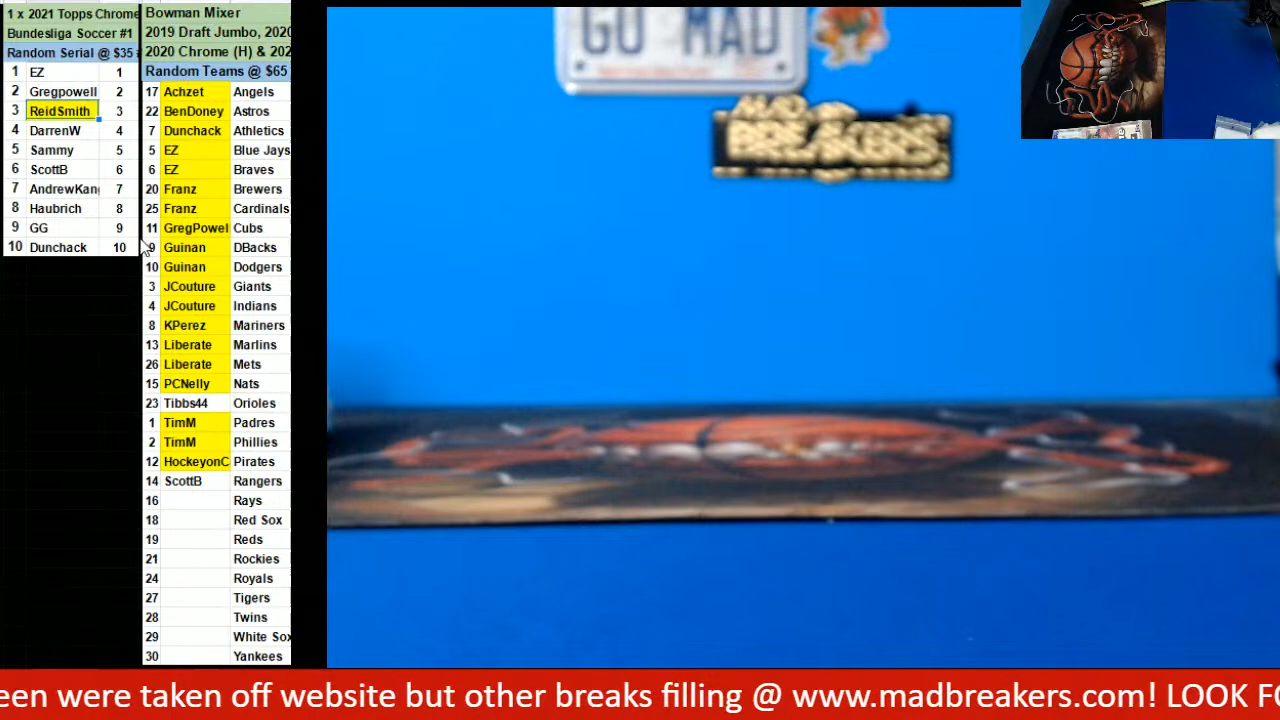 1 x 2021 Topps Chrome
Bundesliga Soccer #1
Random Serial @ $35
1 EZ 1
2 Gregpowell 2
3 ReidSmith 3
4 DarrenW 4
5 Sammy 5
6 ScottB 6
7 AndrewKan 7
8 Haubrich 8
9 GG 9
10 Dunchack 10
Bowman Mixer
2019 Draft Jumbo, 2020
2020 Chrome (H) & 202
Random Teams @ $65
17 Achzet Angels
22 BenDoney Astros
7 Dunchack Athletics
5 EZ Blue Jays
6 EZ Braves
20 Franz Brewers
25 Franz Cardinals
11 GregPowel Cubs
9 Guinan DBacks
10 Guinan Dodgers
3 JCouture Giants
4 JCouture Indians
8 KPerez Mariners
13 Liberate Marlins
26 Liberate Mets
15 PCNelly Nats
23 Tibbs44 Orioles
1 TimM Padres
2 TimM Phillies
12 HockeyonC Pirates
14 ScottB Rangers
16 Rays
18 Red Sox
19 Reds
21 Rockies
24 Royals
27 Tigers
28 Twins
29 White Sox
30 Yankees
GO MAD
MAD
BREAKERS
een were taken off website but other breaks filling @ www.madbreakers.com! LOOK FO